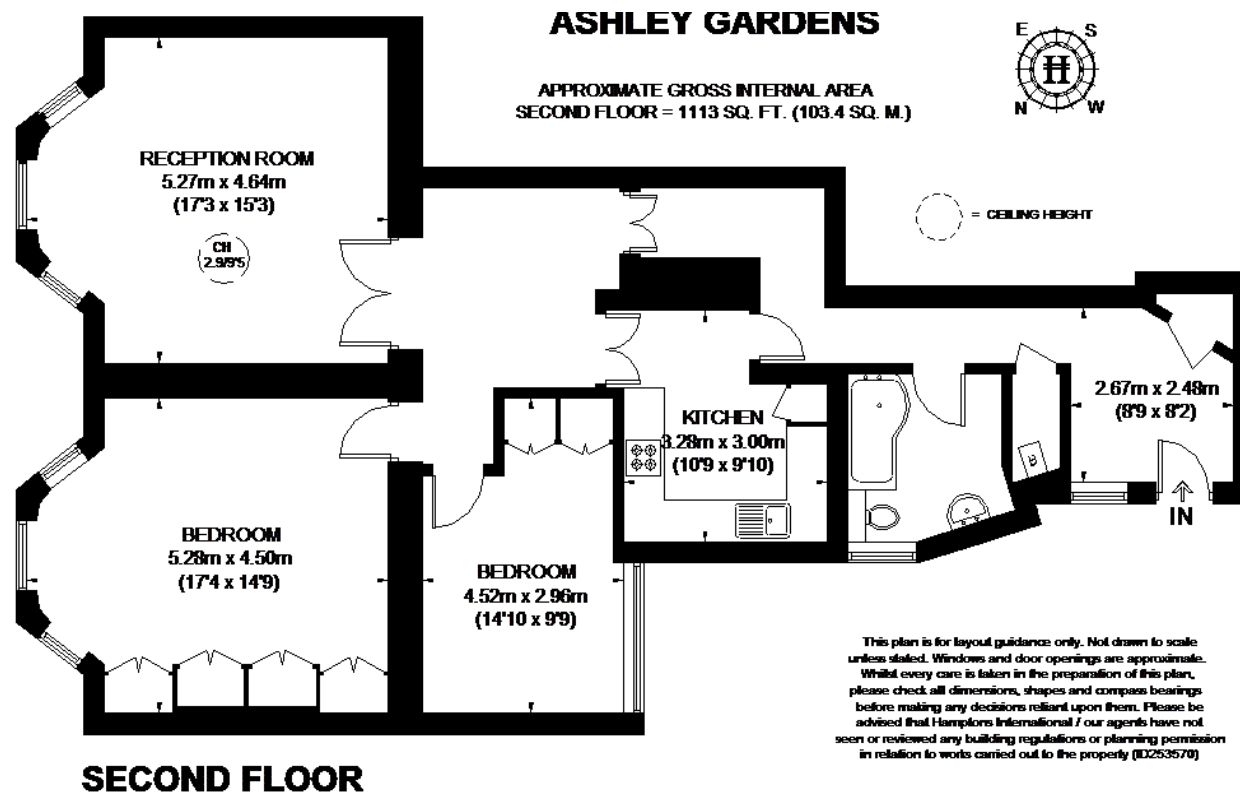 ASHLEY GARDENS
APPROXIMATE GROSS INTERNAL AREA
SECOND FLOOR = 1113 SQ. FT. (103.4 SQ. M.)
E S
H
N W
RECEPTION ROOM
5.27m x 4.64m
(17'3 x 15'3)
CH
2.9/9'5
= CEILING HEIGHT
2.67m x 2.48m
(8'9 x 8'2)
KITCHEN
3.28m x 3.00m
(10'9 x 9'10)
B
IN
BEDROOM
5.28m x 4.50m
(17'4 x 14'9)
BEDROOM
4.52m x 2.96m
(14'10 x 9'9)
This plan is for layout guidance only. Not drawn to scale
unless stated. Windows and door openings are approximate.
Whilst every care is taken in the preparation of this plan,
please check all dimensions, shapes and compass bearings
before making any decisions reliant upon them. Please be
advised that Hamptons International / our agents have not
seen or reviewed any building regulations or planning permission
in relation to works carried out to the property (ID253570)
SECOND FLOOR